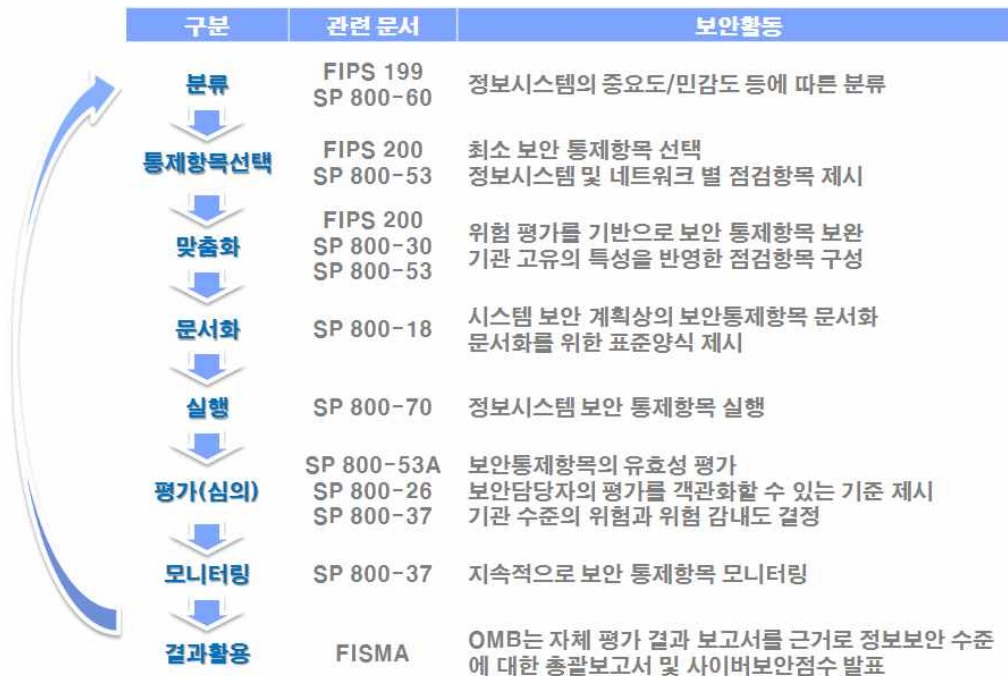 구분 관련 문서 보안활동
분류
FIPS 199
SP 800-60
정보시스템의 중요도/민감도 등에 따른 분류
통제항목선택
FIPS 200
SP 800-53
최소 보안 통제항목 선택
정보시스템 및 네트워크 별 점검항목 제시
맞춤화
FIPS 200
SP 800-30
SP 800-53
위험 평가를 기반으로 보안 통제항목 보완
기관 고유의 특성을 반영한 점검항목 구성
문서화
SP 800-18
시스템 보안 계획상의 보안통제항목 문서화
문서화를 위한 표준양식 제시
실행
SP 800-70
정보시스템 보안 통제항목 실행
평가(심의)
SP 800-53A
SP 800-26
SP 800-37
보안통제항목의 유효성 평가
보안담당자의 평가를 객관화할 수 있는 기준 제시
기관 수준의 위험과 위험 감내도 결정
모니터링
SP 800-37
지속적으로 보안 통제항목 모니터링
결과활용
FISMA
OMB는 자체 평가 결과 보고서를 근거로 정보보안 수준
에 대한 총괄보고서 및 사이버보안점수 발표